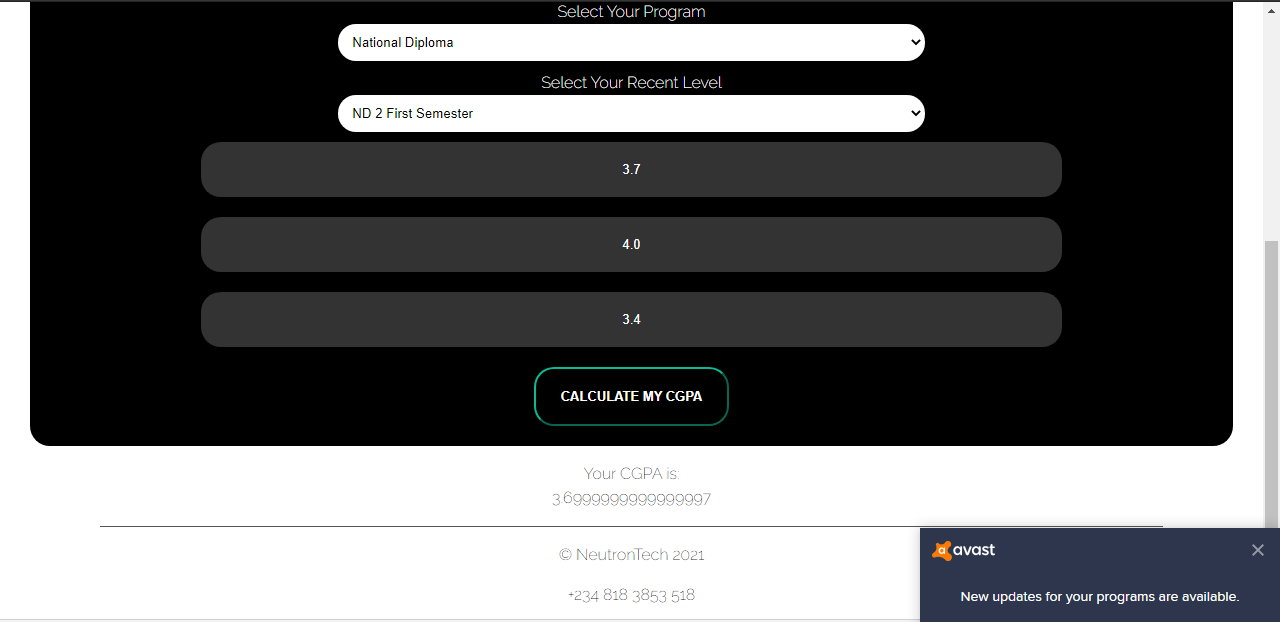 Select Your Program
National Diploma
Select Your Recent Level
ND 2 First Semester
3.7
4.0
3.4
CALCULATE MY CGPA
Your CGPA is:
3.6999999999999997
© NeutronTech 2021
+234 818 3853 518
avast
New updates for your programs are available.